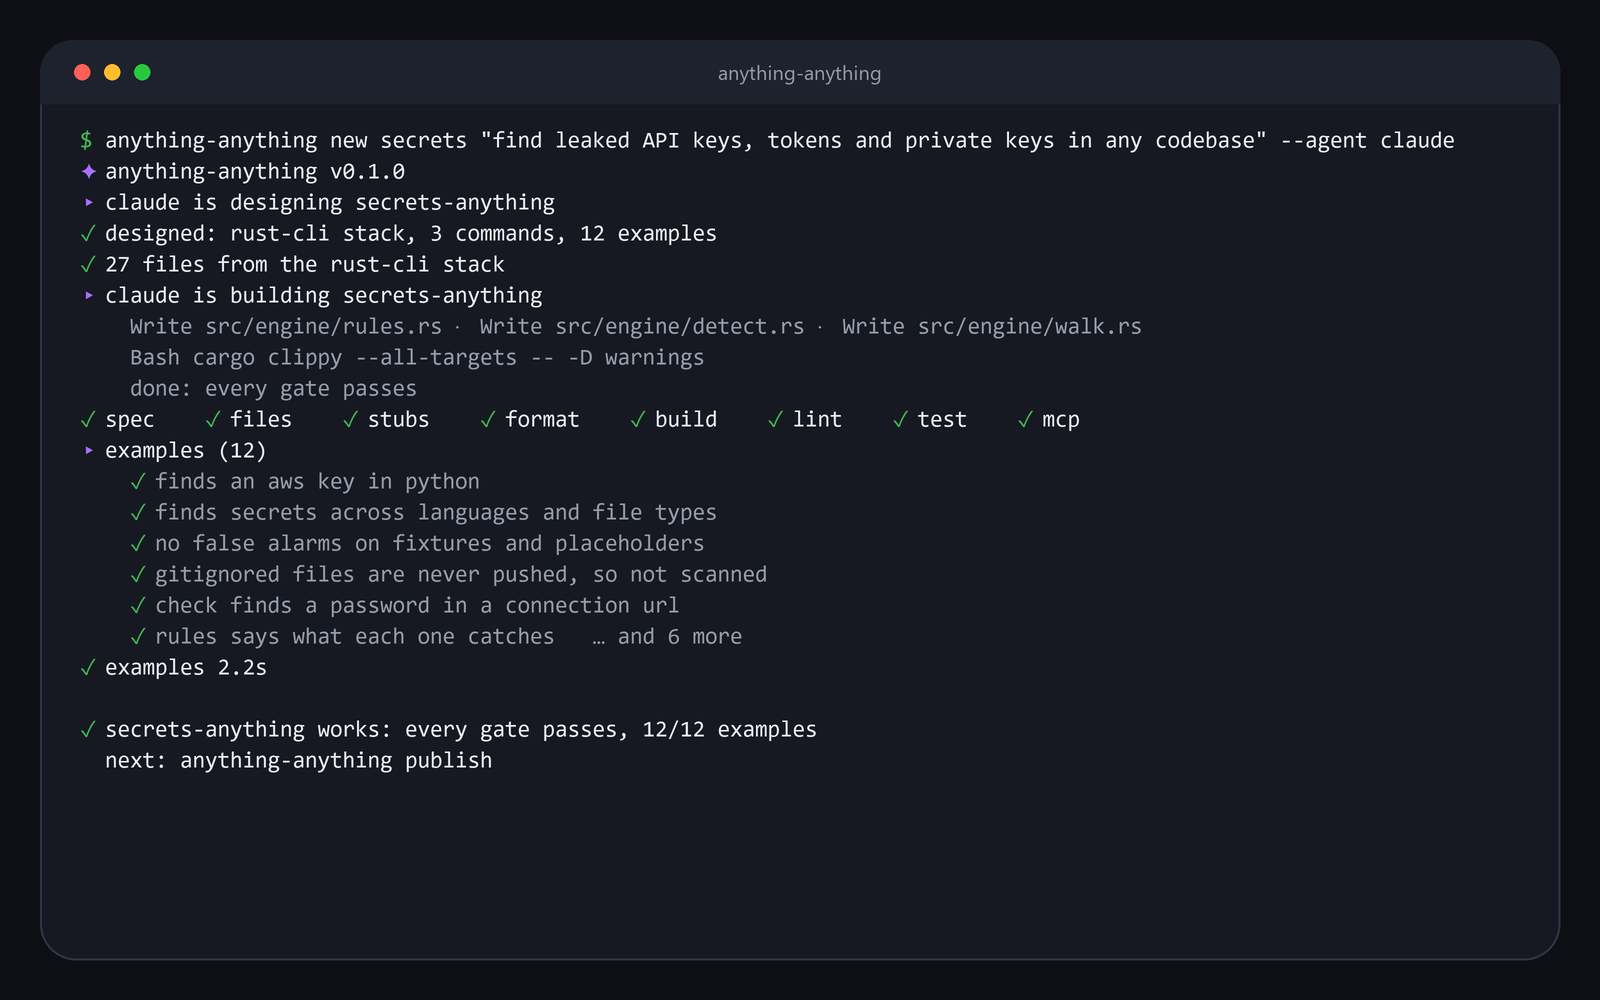 anything-anything
$ anything-anything new secrets "find leaked API keys, tokens and private keys in any codebase" --agent claude
✦ anything-anything v0.1.0
▸ claude is designing secrets-anything
✓ designed: rust-cli stack, 3 commands, 12 examples
✓ 27 files from the rust-cli stack
▸ claude is building secrets-anything
Write src/engine/rules.rs · Write src/engine/detect.rs · Write src/engine/walk.rs
Bash cargo clippy --all-targets -- -D warnings
done: every gate passes
✓ spec ✓ files ✓ stubs ✓ format ✓ build ✓ lint ✓ test ✓ mcp
▸ examples (12)
✓ finds an aws key in python
✓ finds secrets across languages and file types
✓ no false alarms on fixtures and placeholders
✓ gitignored files are never pushed, so not scanned
✓ check finds a password in a connection url
✓ rules says what each one catches … and 6 more
✓ examples 2.2s
✓ secrets-anything works: every gate passes, 12/12 examples
next: anything-anything publish